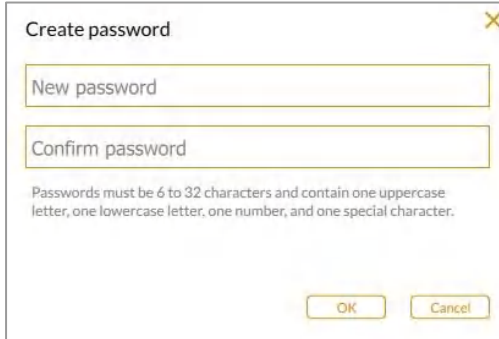 Create password
New password
Confirm password
Passwords must be 6 to 32 characters and contain one uppercase
letter, one lowercase letter, one number, and one special character.
OK
Cancel